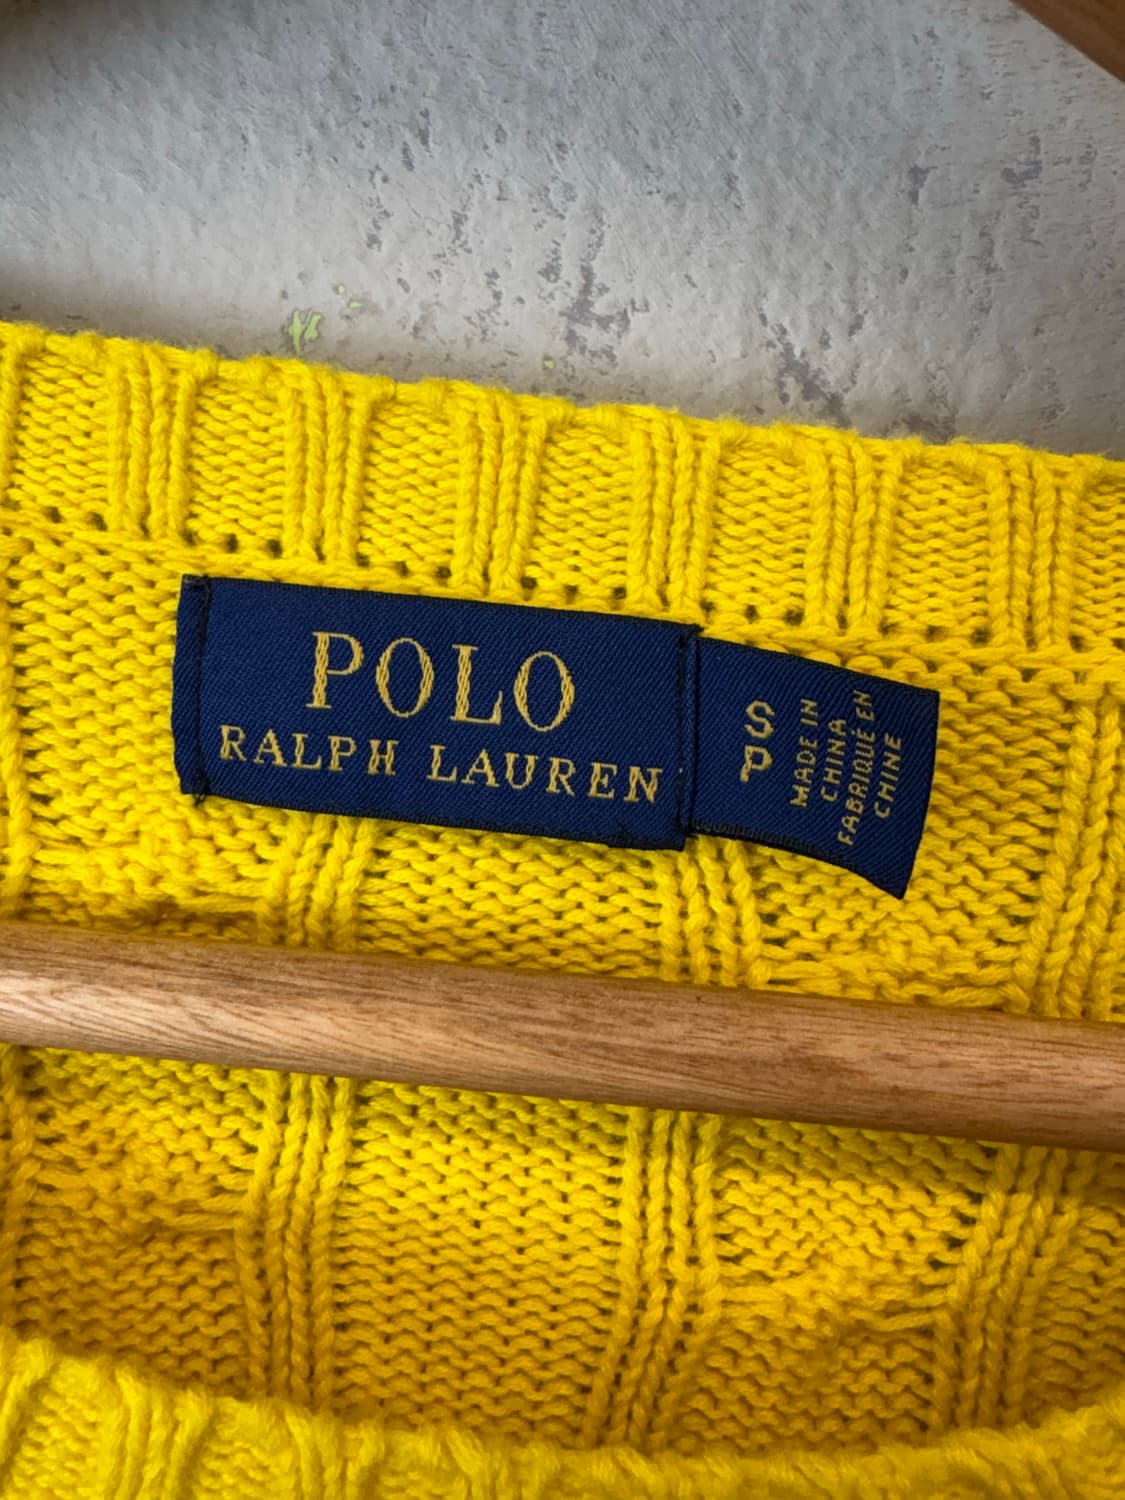 POLO
RALPH LAUREN
S
P
MADE IN
CHINA
FABRIQUÉ EN
CHINE